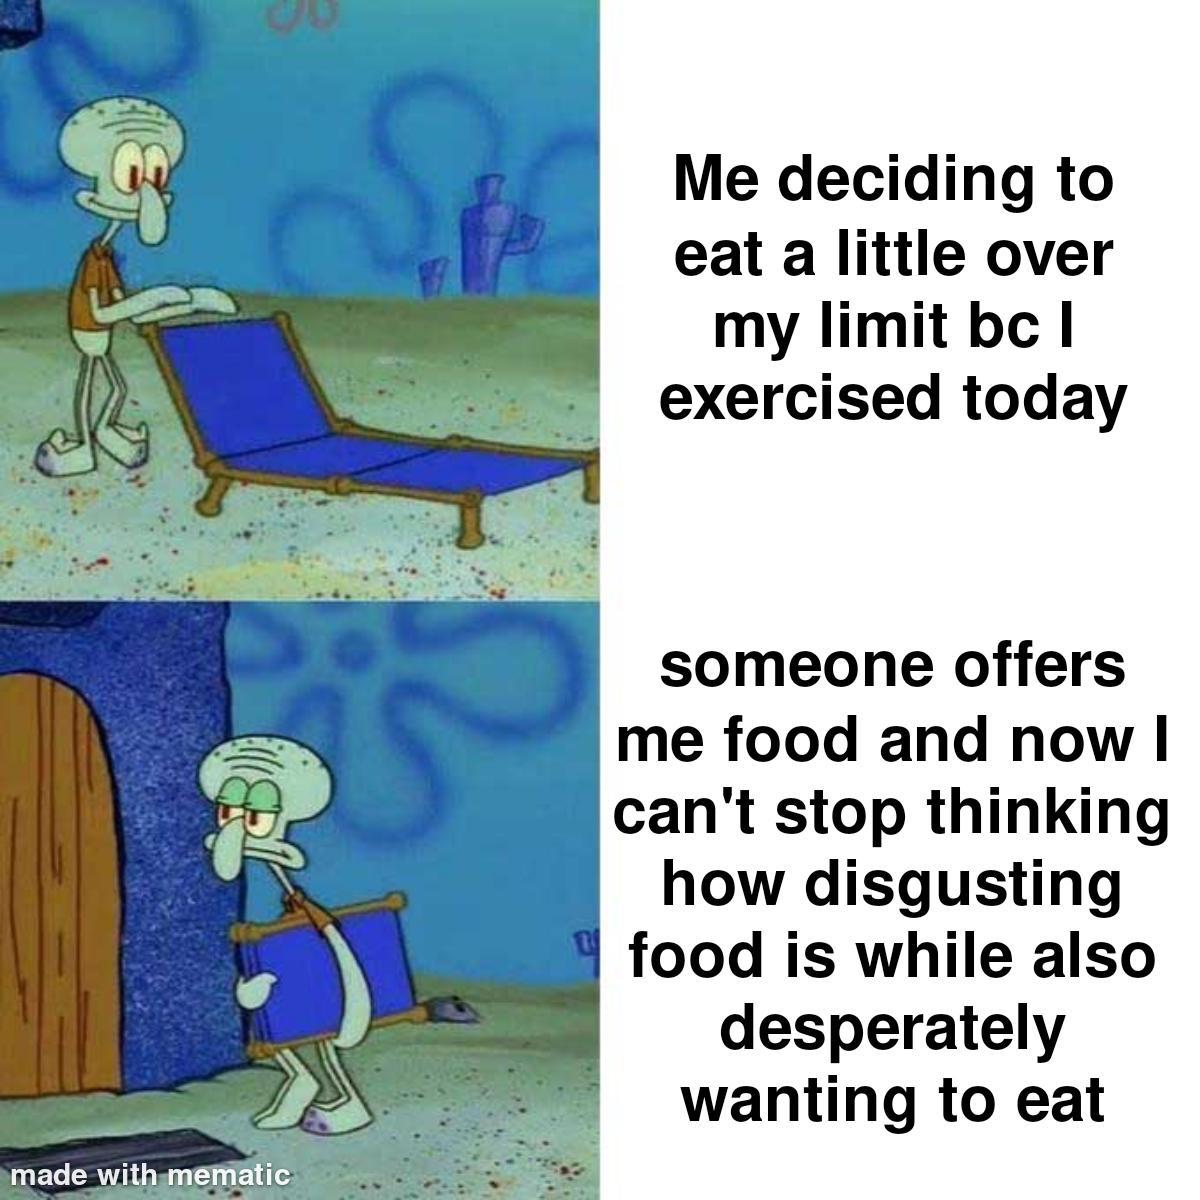 Me deciding to
eat a little over
my limit bc I
exercised today
someone offers
me food and now I
can't stop thinking
how disgusting
food is while also
desperately
wanting to eat
made with mematic